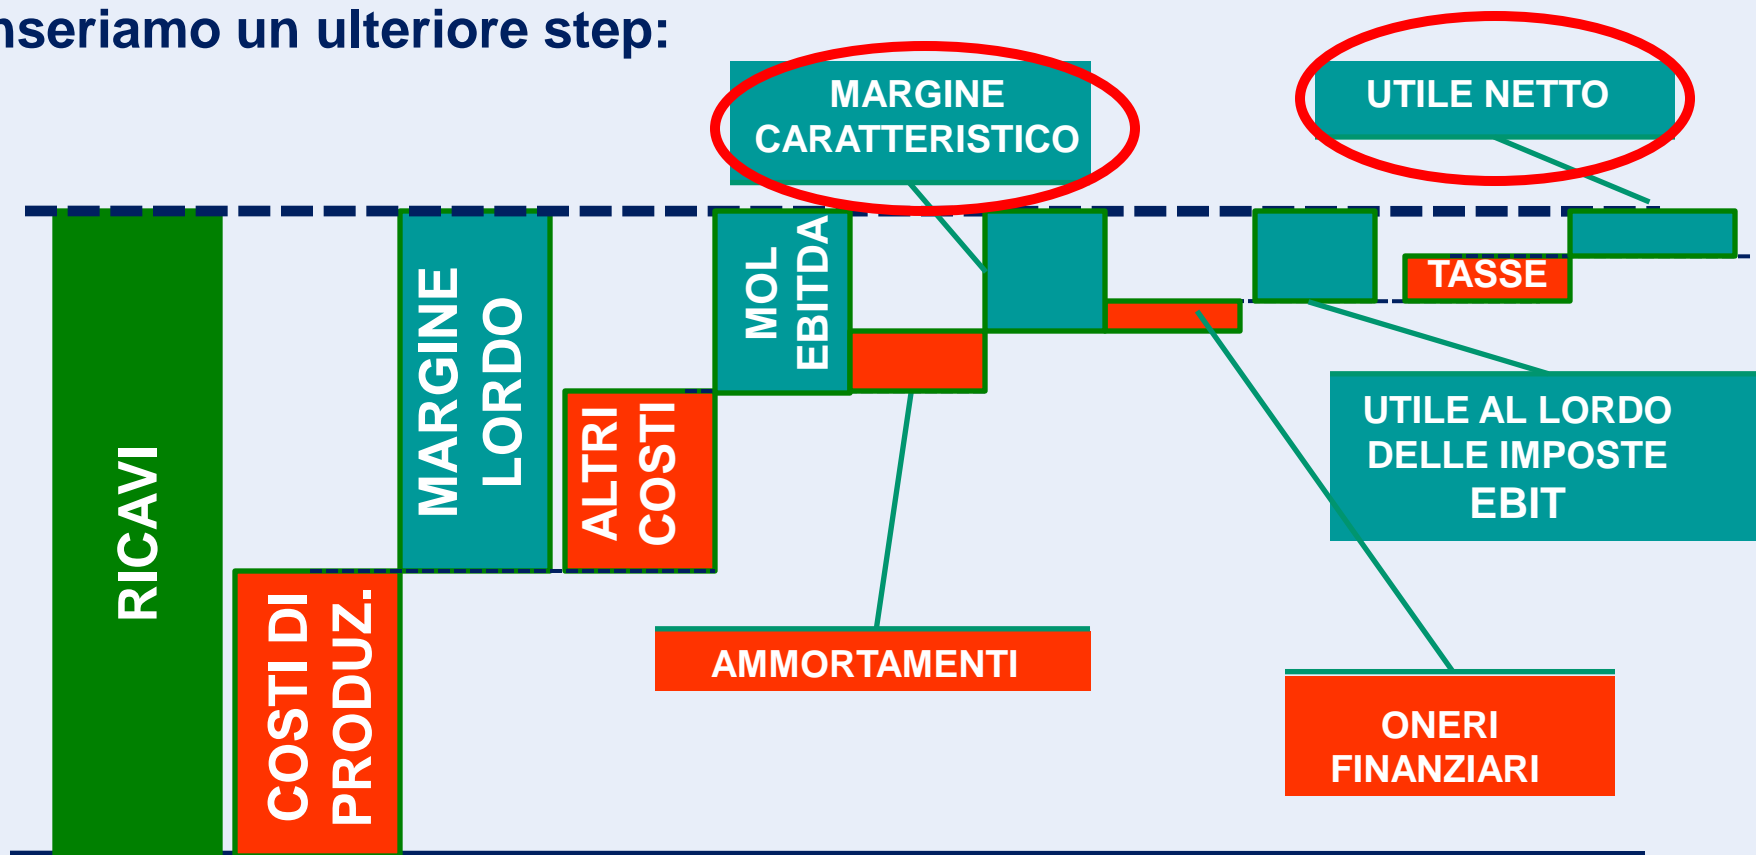 nseriamo un ulteriore step:
MARGINE
CARATTERISTICO
UTILE NETTO
RICAVI
COSTI DI
PRODUZ.
MARGINE
LORDO
ALTRI
COSTI
MOL
EBITDA
TASSE
UTILE AL LORDO
DELLE IMPOSTE
EBIT
AMMORTAMENTI
ONERI
FINANZIARI